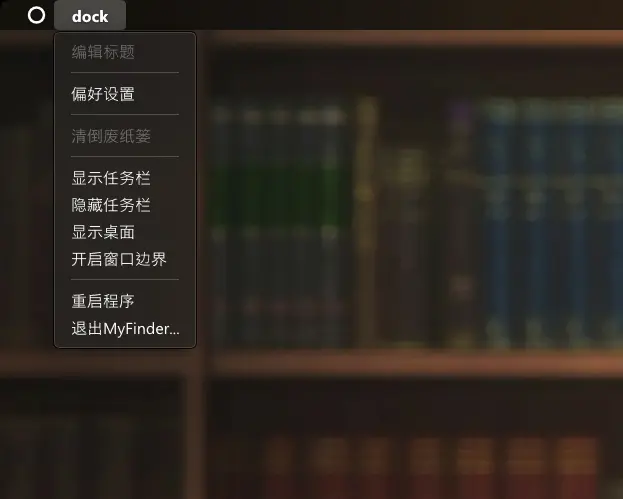 dock
编辑标题
偏好设置
清倒废纸篓
显示任务栏
隐藏任务栏
显示桌面
开启窗口边界
重启程序
退出MyFinder...